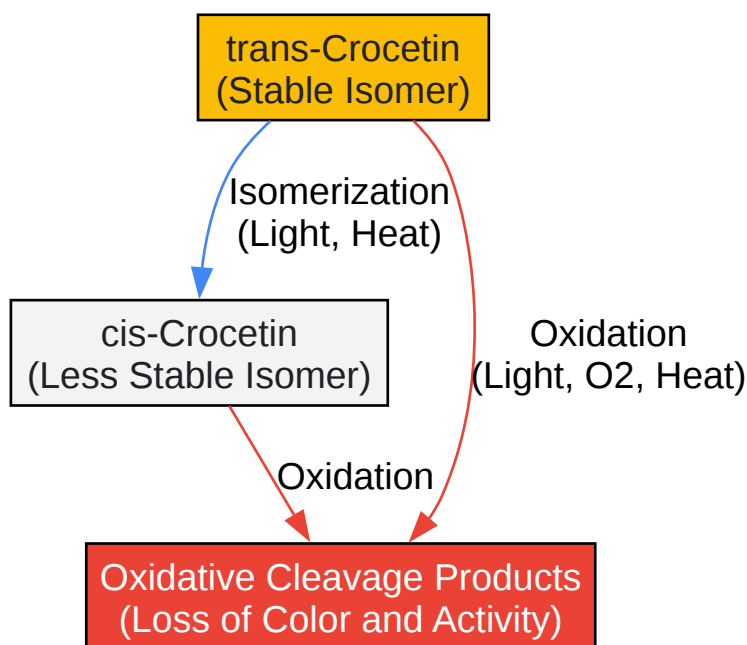 trans-Crocetin
(Stable Isomer)
Isomerization
(Light, Heat)
cis-Crocetin
(Less Stable Isomer)
Oxidation
(Light, O2, Heat)
Oxidation
Oxidative Cleavage Products
(Loss of Color and Activity)